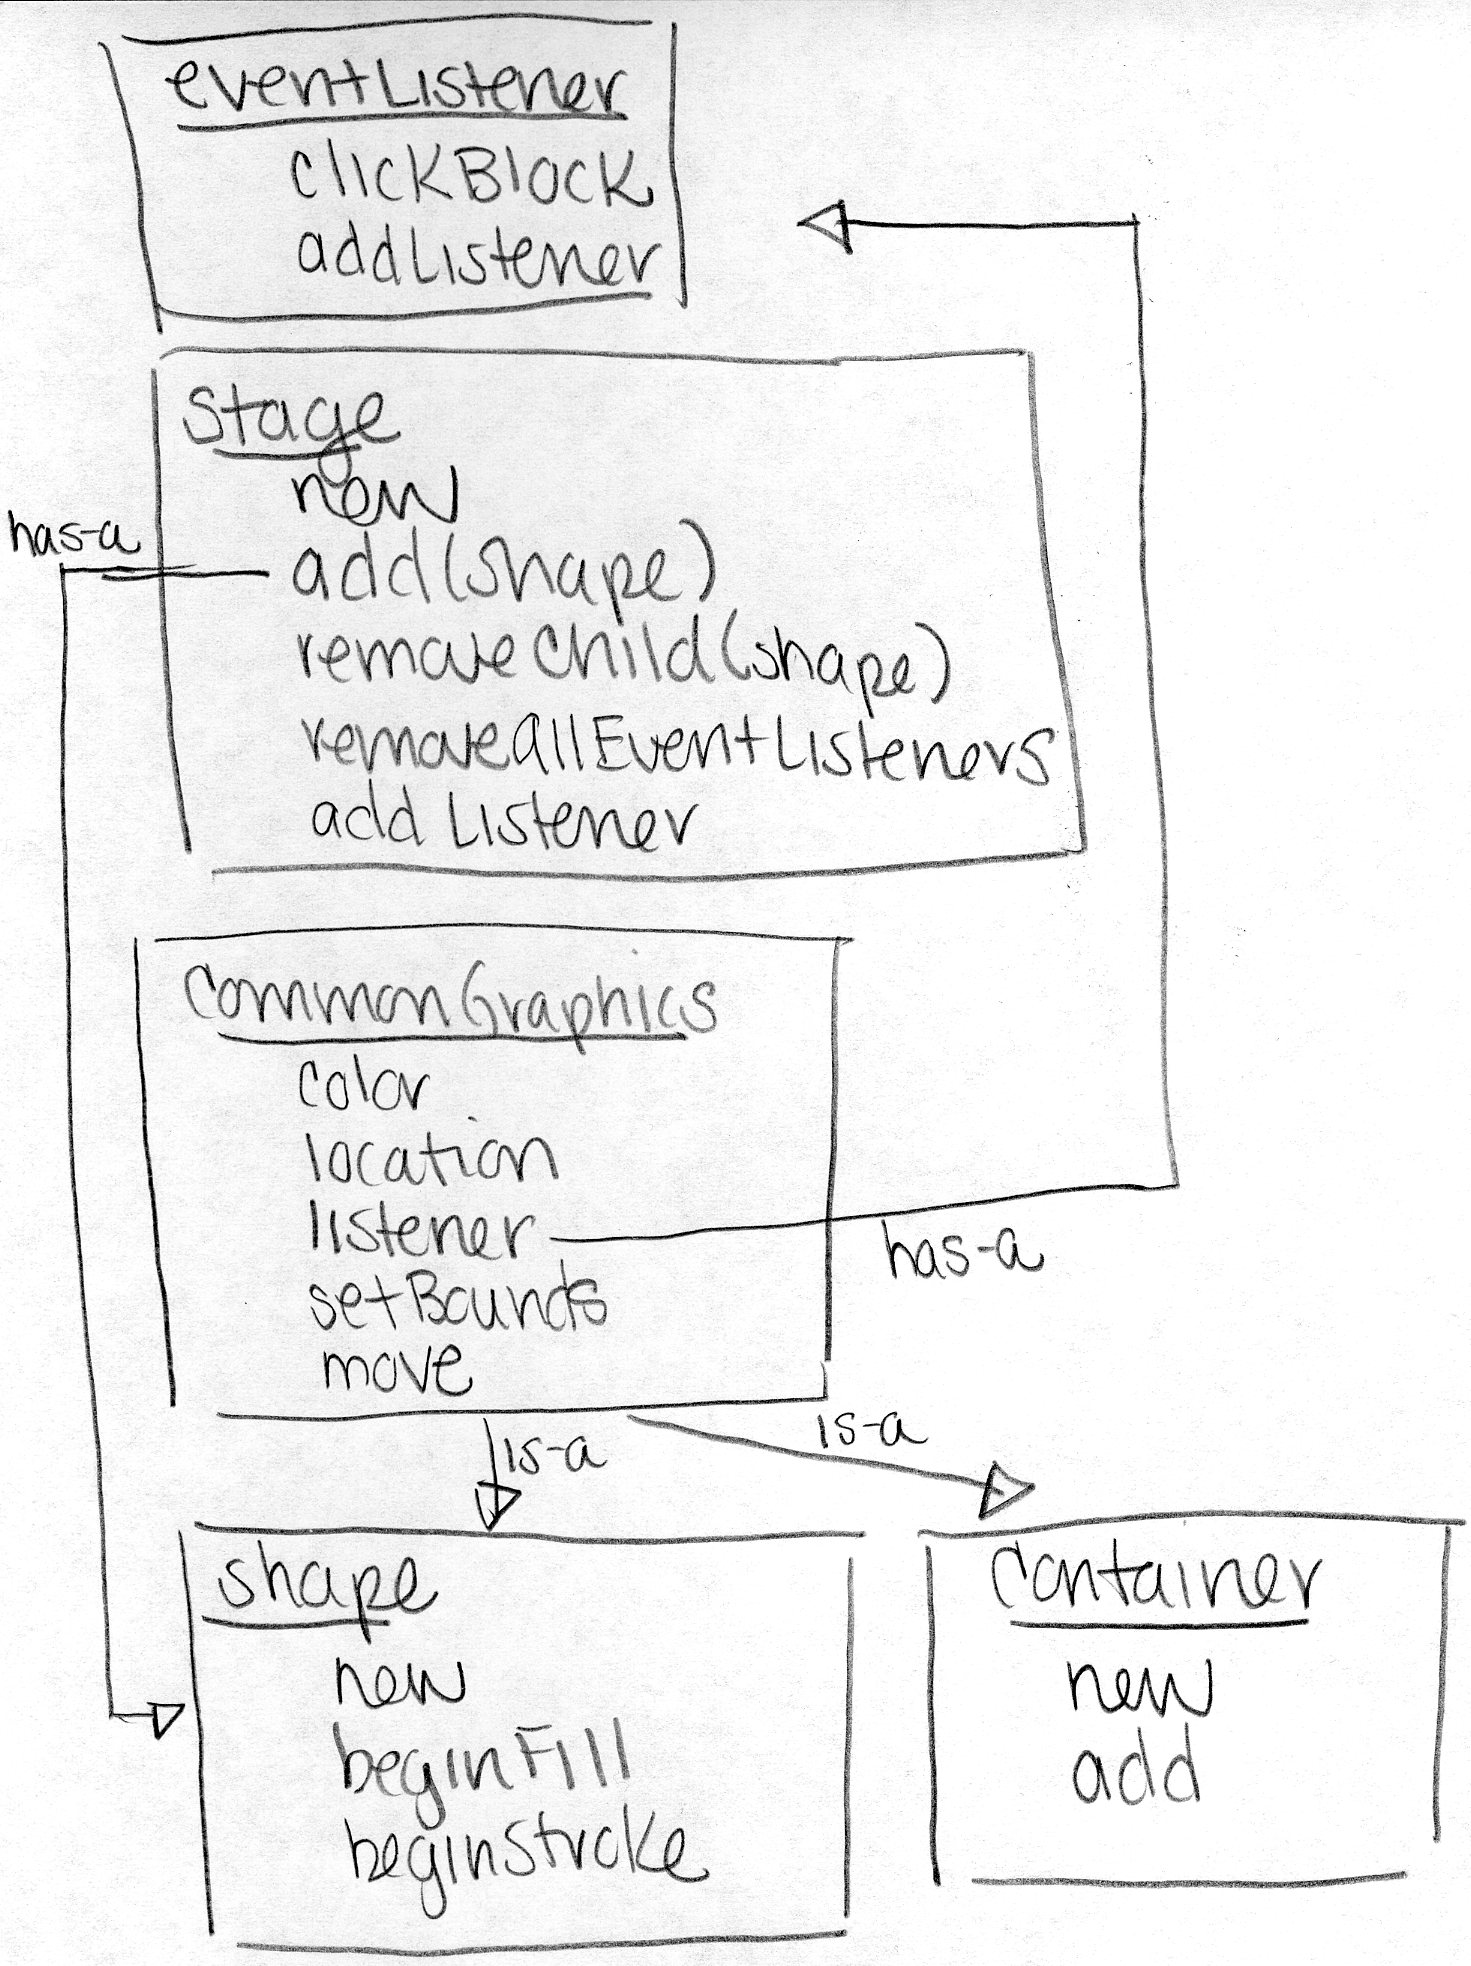 eventListener
clickBlock
addListener
stage
new
has-a
add(shape)
removeChild(shape)
removeallEventListeners
add Listener
commonGraphics
color
location
listener
has-a
setBounds
move
is-a
is-a
shape
new
beginFill
beginStroke
container
new
add